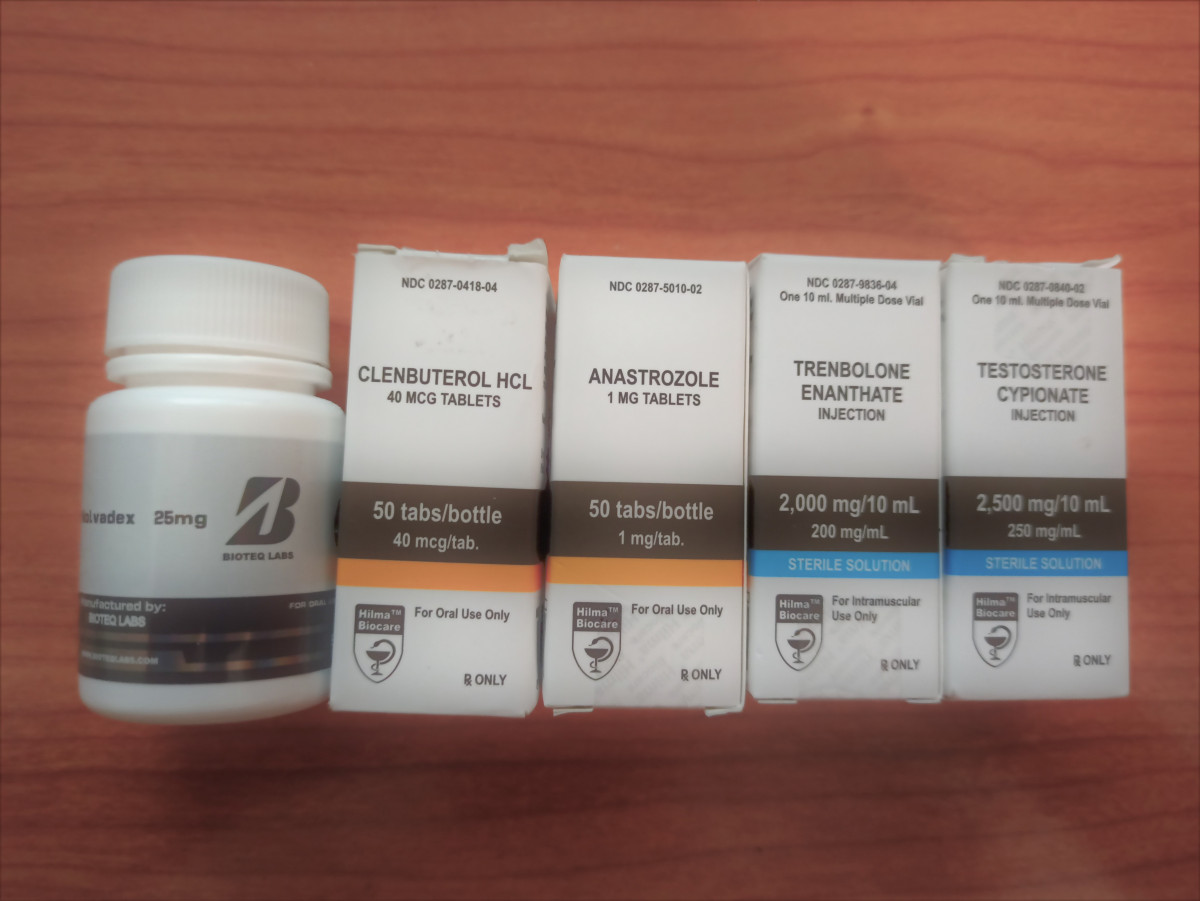 olvadex 25mg
BIOTEQ LABS
anufactured by:
BIOTEQ LABS
FOR ORAL
NDC 0287-0418-04
CLENBUTEROL HCL
40 MCG TABLETS
50 tabs/bottle
40 mcg/tab.
Hilma™
Biocare
For Oral Use Only
℞ ONLY
NDC 0287-5010-02
ANASTROZOLE
1 MG TABLETS
50 tabs/bottle
1 mg/tab.
Hilma™
Biocare
For Oral Use Only
℞ ONLY
NDC 0287-9836-04
One 10 ml. Multiple Dose Vial
TRENBOLONE
ENANTHATE
INJECTION
2,000 mg/10 mL
200 mg/mL
STERILE SOLUTION
Hilma™
Biocare
For Intramuscular
Use Only
℞ ONLY
NDC 0287-0840-02
One 10 ml. Multiple Dose Vial
TESTOSTERONE
CYPIONATE
INJECTION
2,500 mg/10 mL
250 mg/mL
STERILE SOLUTION
Hilma™
Biocare
For Intramuscular
Use Only
℞ ONLY